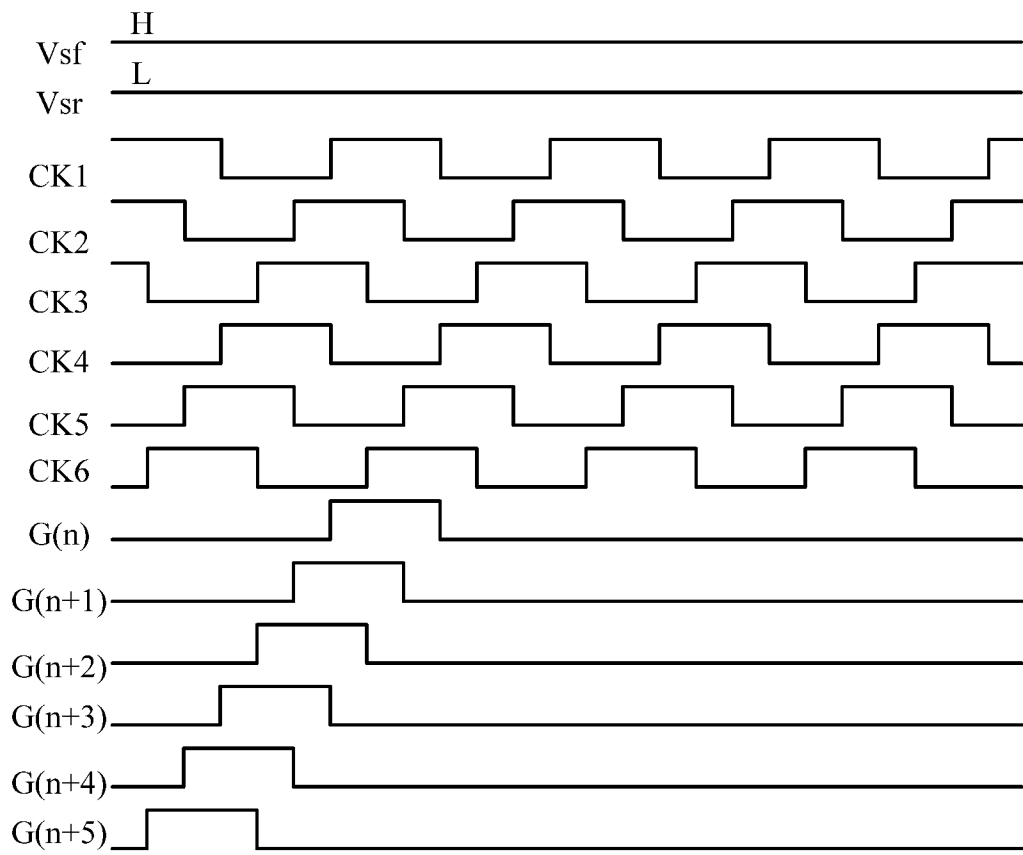 H
Vsf
L
Vsr
CK1
CK2
CK3
CK4
CK5
CK6
G(n)
G(n+1)
G(n+2)
G(n+3)
G(n+4)
G(n+5)